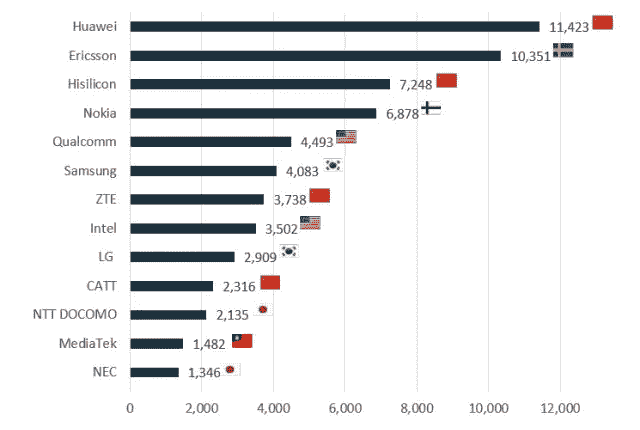 Huawei 11,423
Ericsson 10,351
Hisilicon 7,248
Nokia 6,878
Qualcomm 4,493
Samsung 4,083
ZTE 3,738
Intel 3,502
LG 2,909
CATT 2,316
NTT DOCOMO 2,135
MediaTek 1,482
NEC 1,346
0 2,000 4,000 6,000 8,000 10,000 12,000